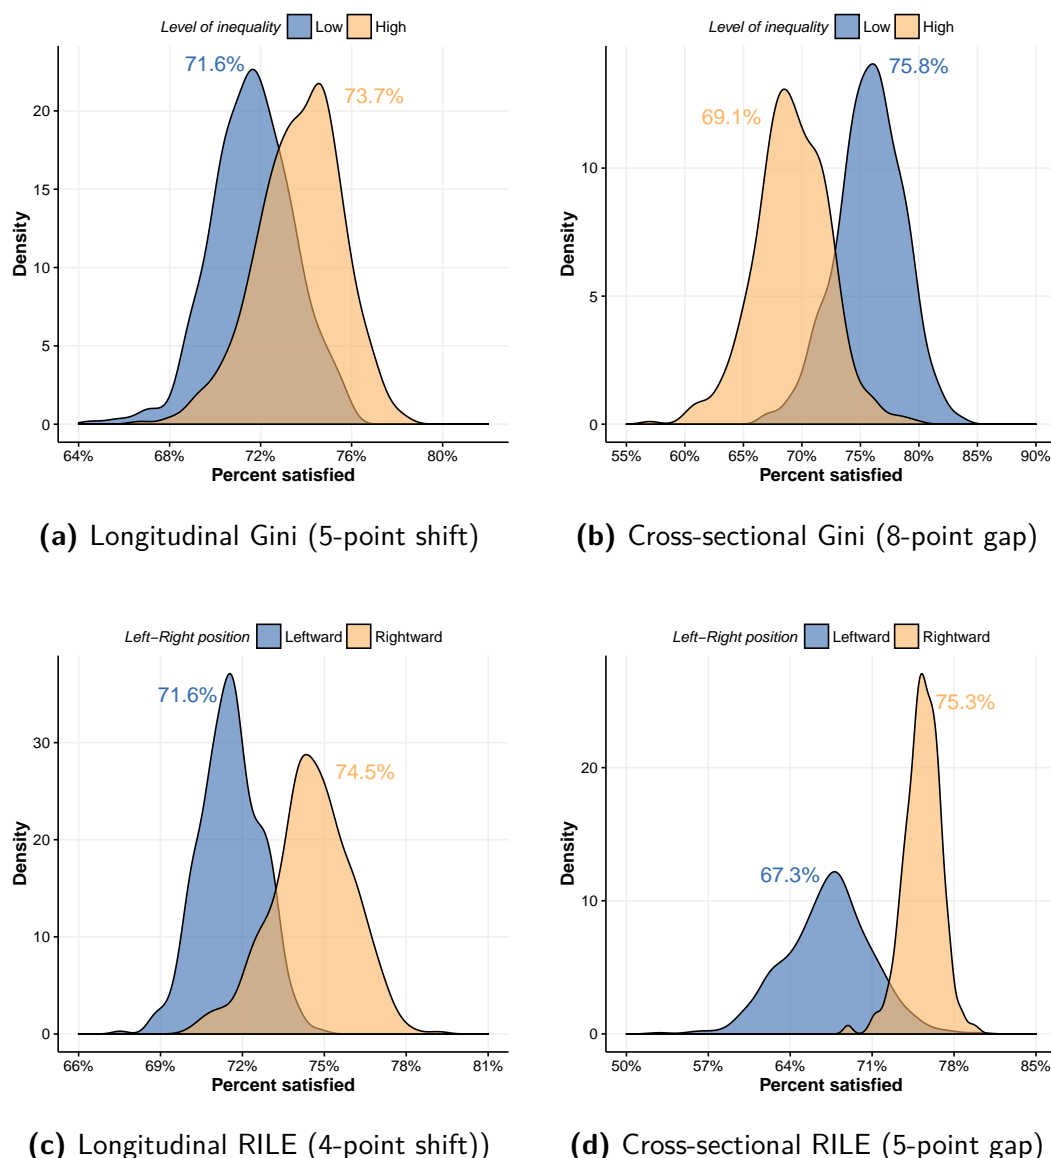 Level of inequality Low High
71.6%
73.7%
20
15
10
5
0
Density
64% 68% 72% 76% 80%
Percent satisfied
(a) Longitudinal Gini (5-point shift)
Level of inequality Low High
75.8%
69.1%
10
5
0
Density
55% 60% 65% 70% 75% 80% 85% 90%
Percent satisfied
(b) Cross-sectional Gini (8-point gap)
Left−Right position Leftward Rightward
71.6%
74.5%
30
20
10
0
Density
66% 69% 72% 75% 78% 81%
Percent satisfied
(c) Longitudinal RILE (4-point shift))
Left−Right position Leftward Rightward
75.3%
67.3%
20
10
0
Density
50% 57% 64% 71% 78% 85%
Percent satisfied
(d) Cross-sectional RILE (5-point gap)